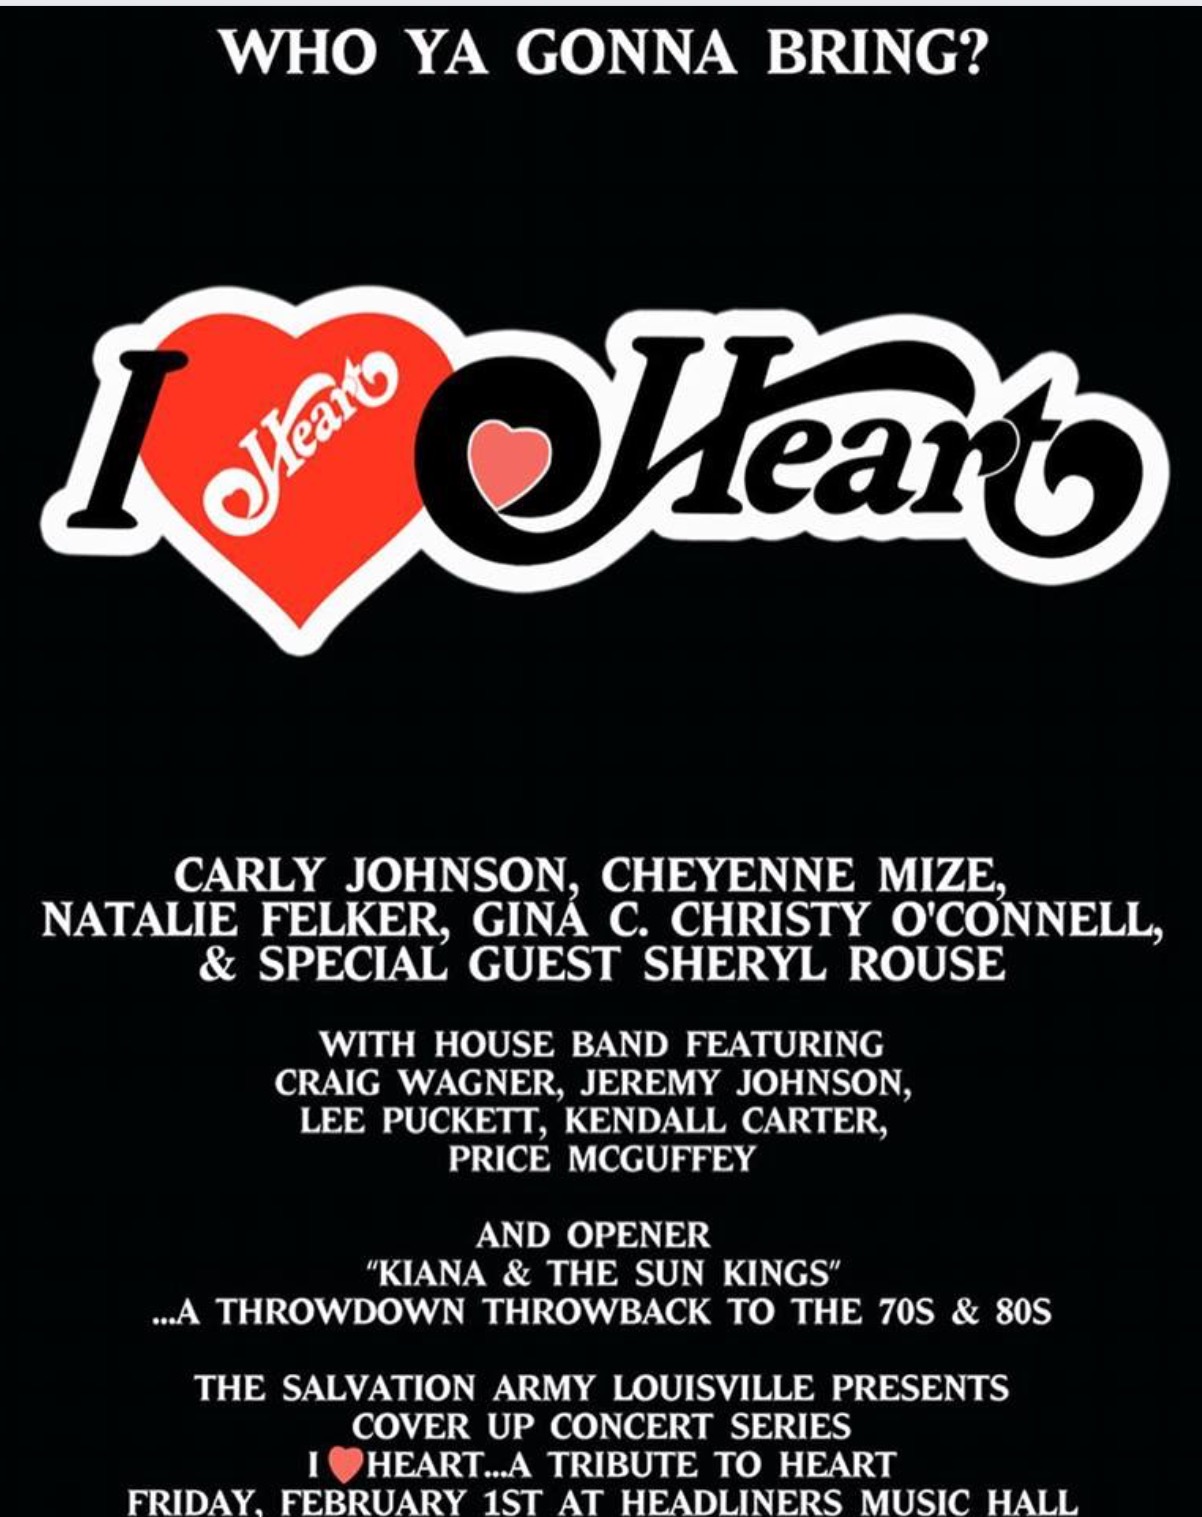 WHO YA GONNA BRING?
I Heart Heart
CARLY JOHNSON, CHEYENNE MIZE,
NATALIE FELKER, GINA C. CHRISTY O'CONNELL,
& SPECIAL GUEST SHERYL ROUSE
WITH HOUSE BAND FEATURING
CRAIG WAGNER, JEREMY JOHNSON,
LEE PUCKETT, KENDALL CARTER,
PRICE MCGUFFEY
AND OPENER
"KIANA & THE SUN KINGS"
...A THROWDOWN THROWBACK TO THE 70S & 80S
THE SALVATION ARMY LOUISVILLE PRESENTS
COVER UP CONCERT SERIES
I ❤HEART...A TRIBUTE TO HEART
FRIDAY, FEBRUARY 1ST AT HEADLINERS MUSIC HALL